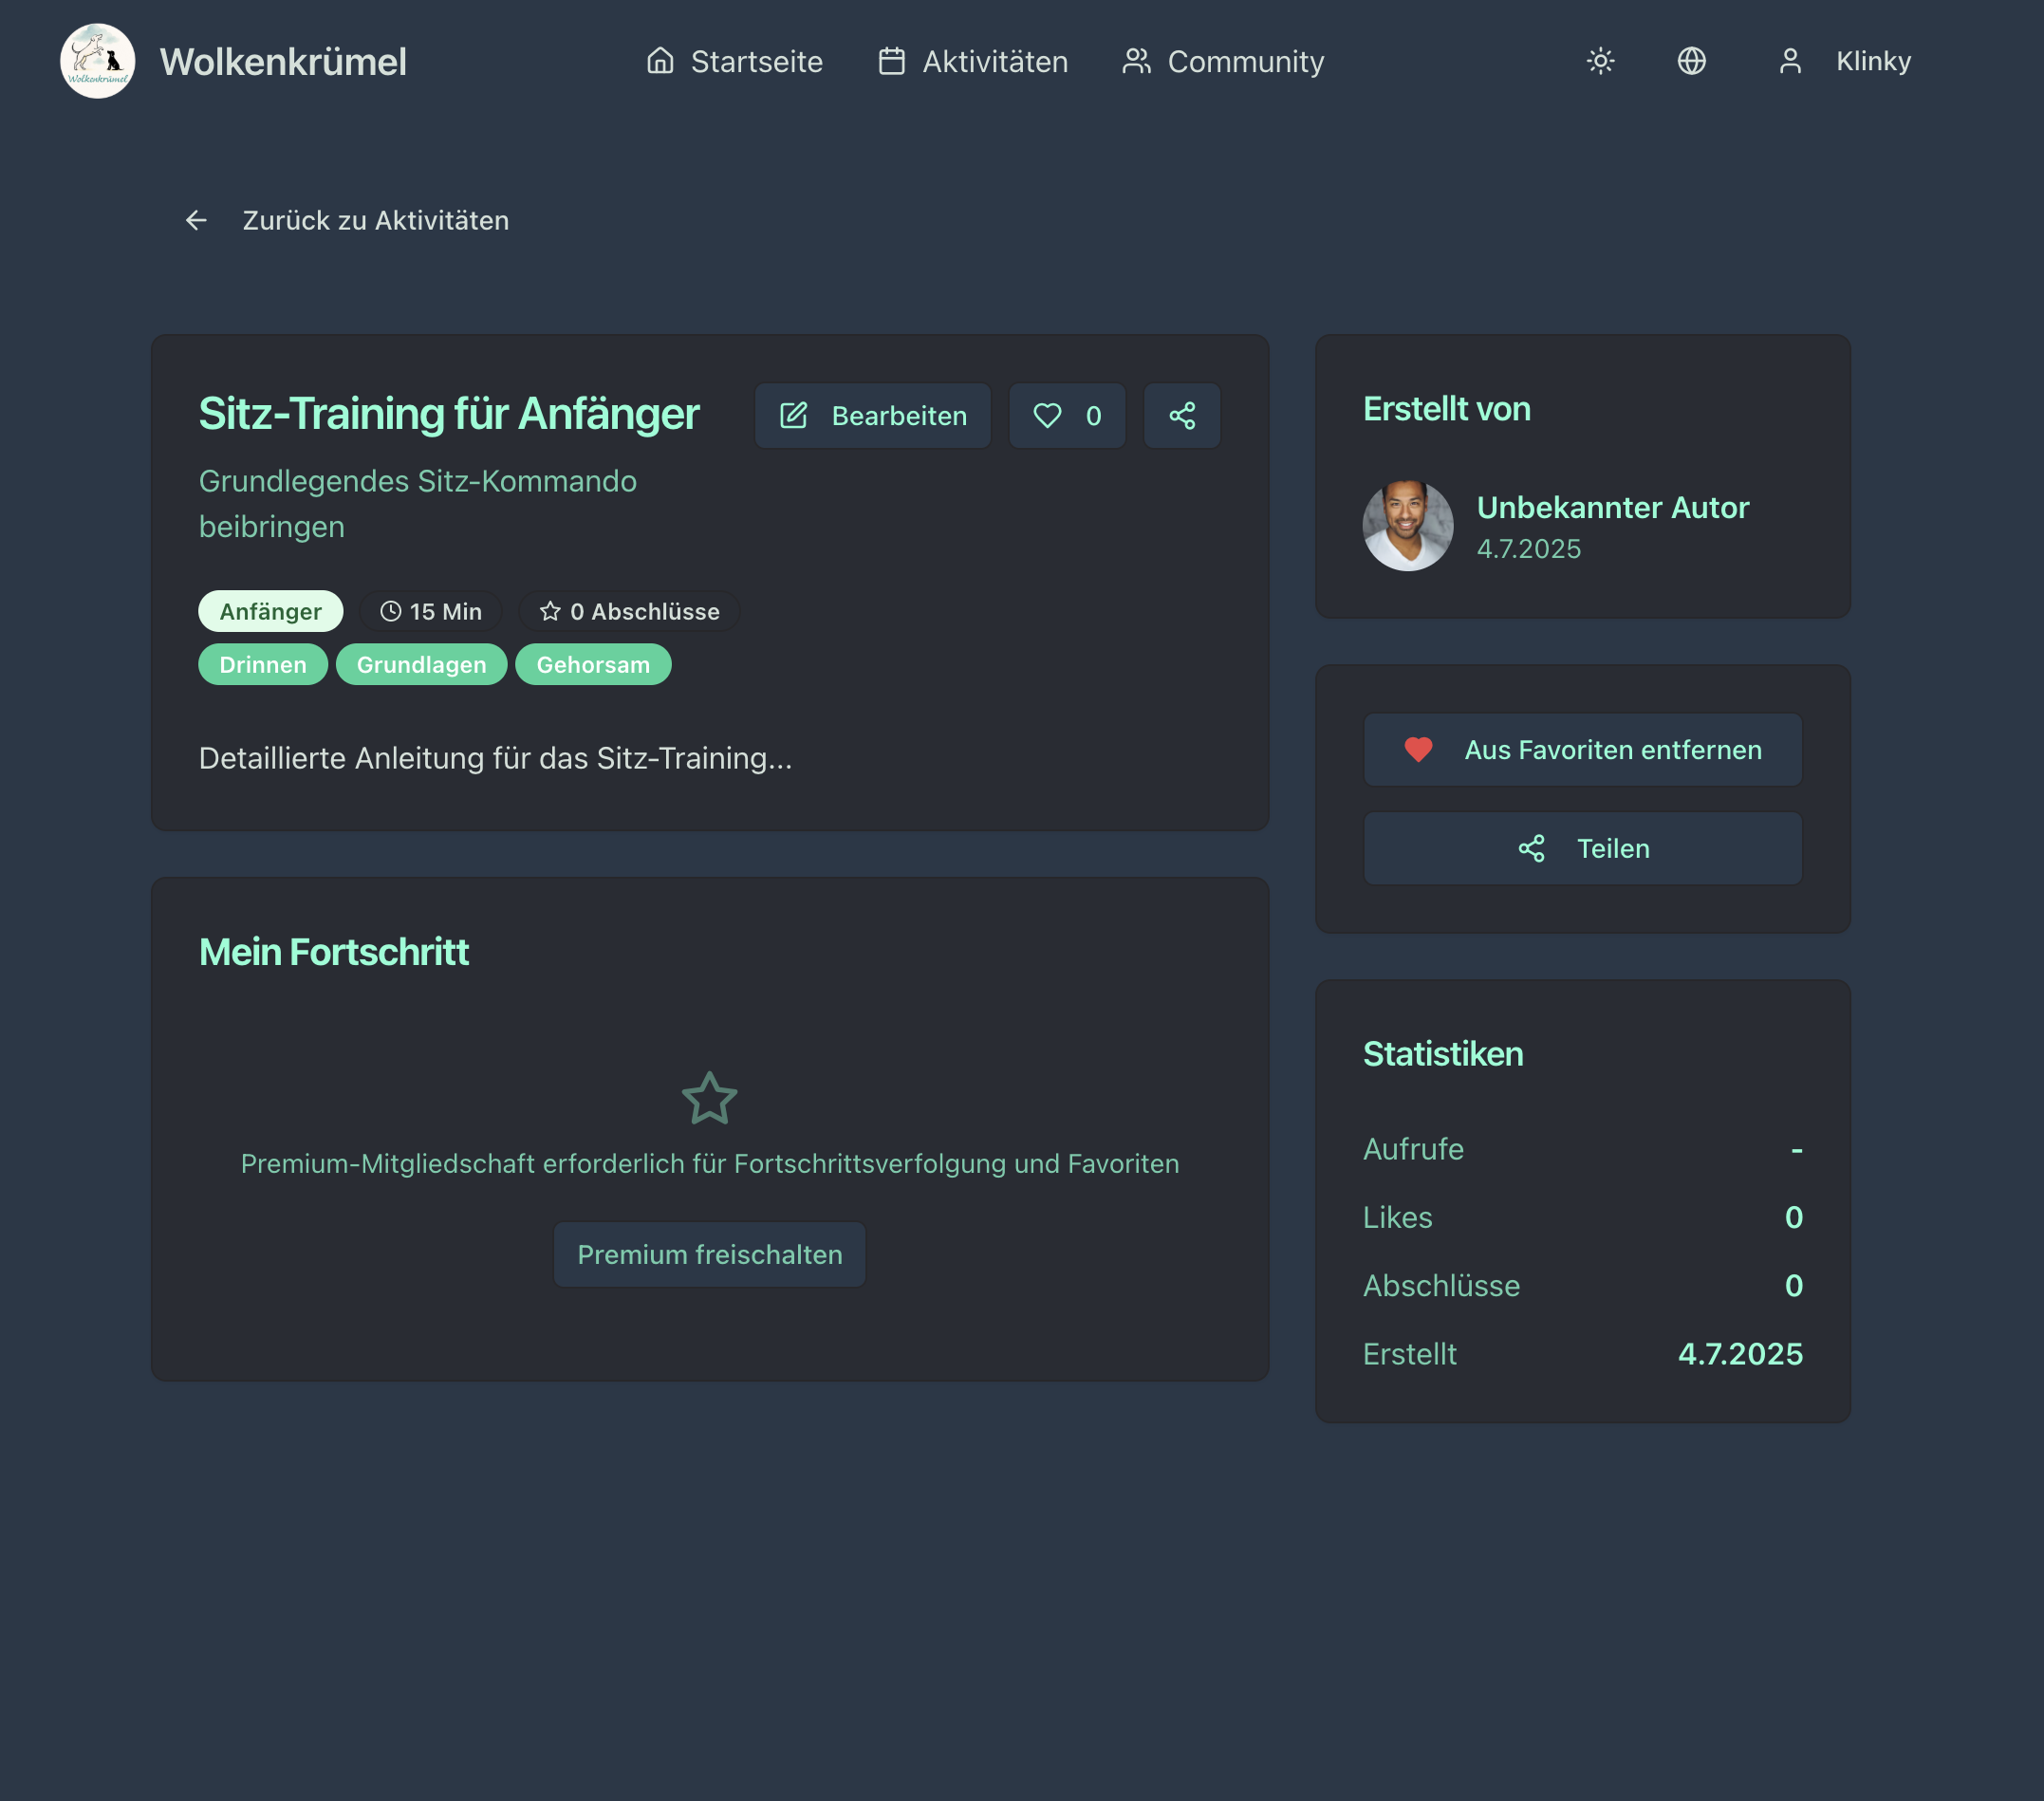 Wolkenkrümel
Wolkenkrümel
Startseite
Aktivitäten
Community
Klinky
Zurück zu Aktivitäten
Sitz-Training für Anfänger
Bearbeiten
0
Grundlegendes Sitz-Kommando
beibringen
Anfänger
15 Min
0 Abschlüsse
Drinnen
Grundlagen
Gehorsam
Detaillierte Anleitung für das Sitz-Training...
Mein Fortschritt
Premium-Mitgliedschaft erforderlich für Fortschrittsverfolgung und Favoriten
Premium freischalten
Erstellt von
Unbekannter Autor
4.7.2025
Aus Favoriten entfernen
Teilen
Statistiken
Aufrufe -
Likes 0
Abschlüsse 0
Erstellt 4.7.2025